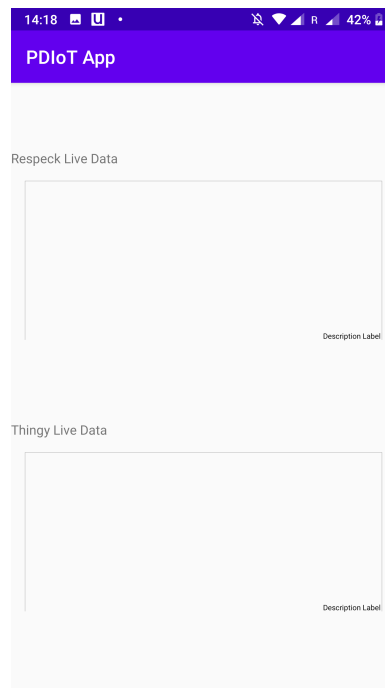 14:18 U R 42%
PDIoT App
Respeck Live Data
Description Label
Thingy Live Data
Description Label